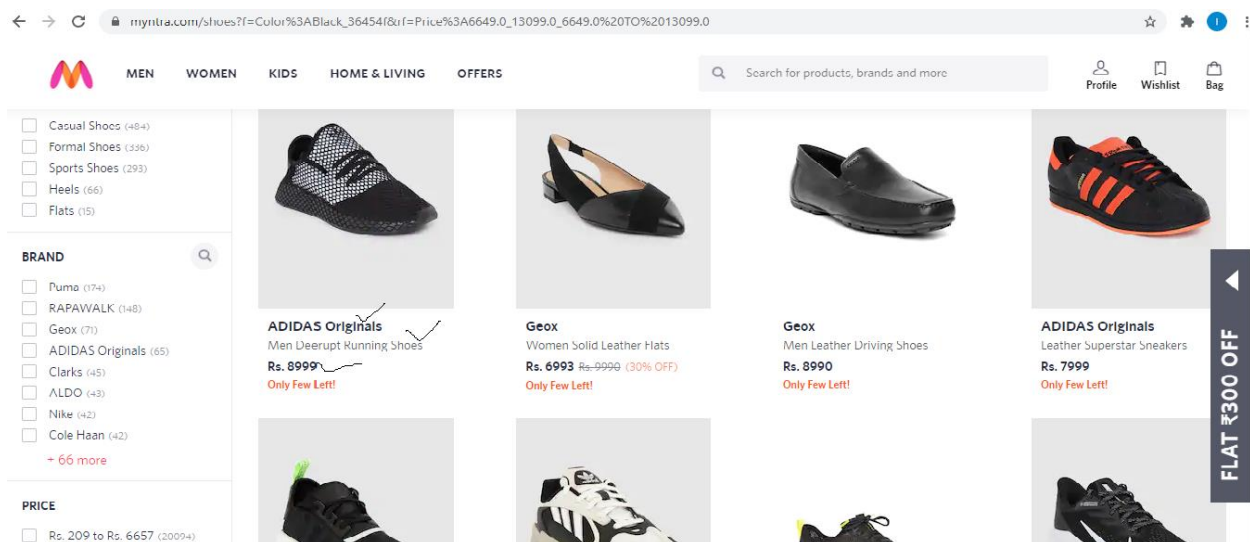 myntra.com/shoes?f=Color%3ABlack_36454f&rf=Price%3A6649.0_13099.0_6649.0%20TO%2013099.0
I
MEN WOMEN KIDS HOME & LIVING OFFERS
Search for products, brands and more
Profile Wishlist Bag
Casual Shoes (484)
Formal Shoes (336)
Sports Shoes (293)
Heels (66)
Flats (15)
BRAND
Puma (174)
RAPAWALK (148)
Geox (71)
ADIDAS Originals (65)
Clarks (45)
ALDO (43)
Nike (42)
Cole Haan (42)
+ 66 more
PRICE
Rs. 209 to Rs. 6657 (20094)
ADIDAS Originals
Men Deerupt Running Shoes
Rs. 8999
Only Few Left!
Geox
Women Solid Leather Flats
Rs. 6993 Rs. 9990 (30% OFF)
Only Few Left!
Geox
Men Leather Driving Shoes
Rs. 8990
Only Few Left!
ADIDAS Originals
Leather Superstar Sneakers
Rs. 7999
Only Few Left!
FLAT ₹300 OFF